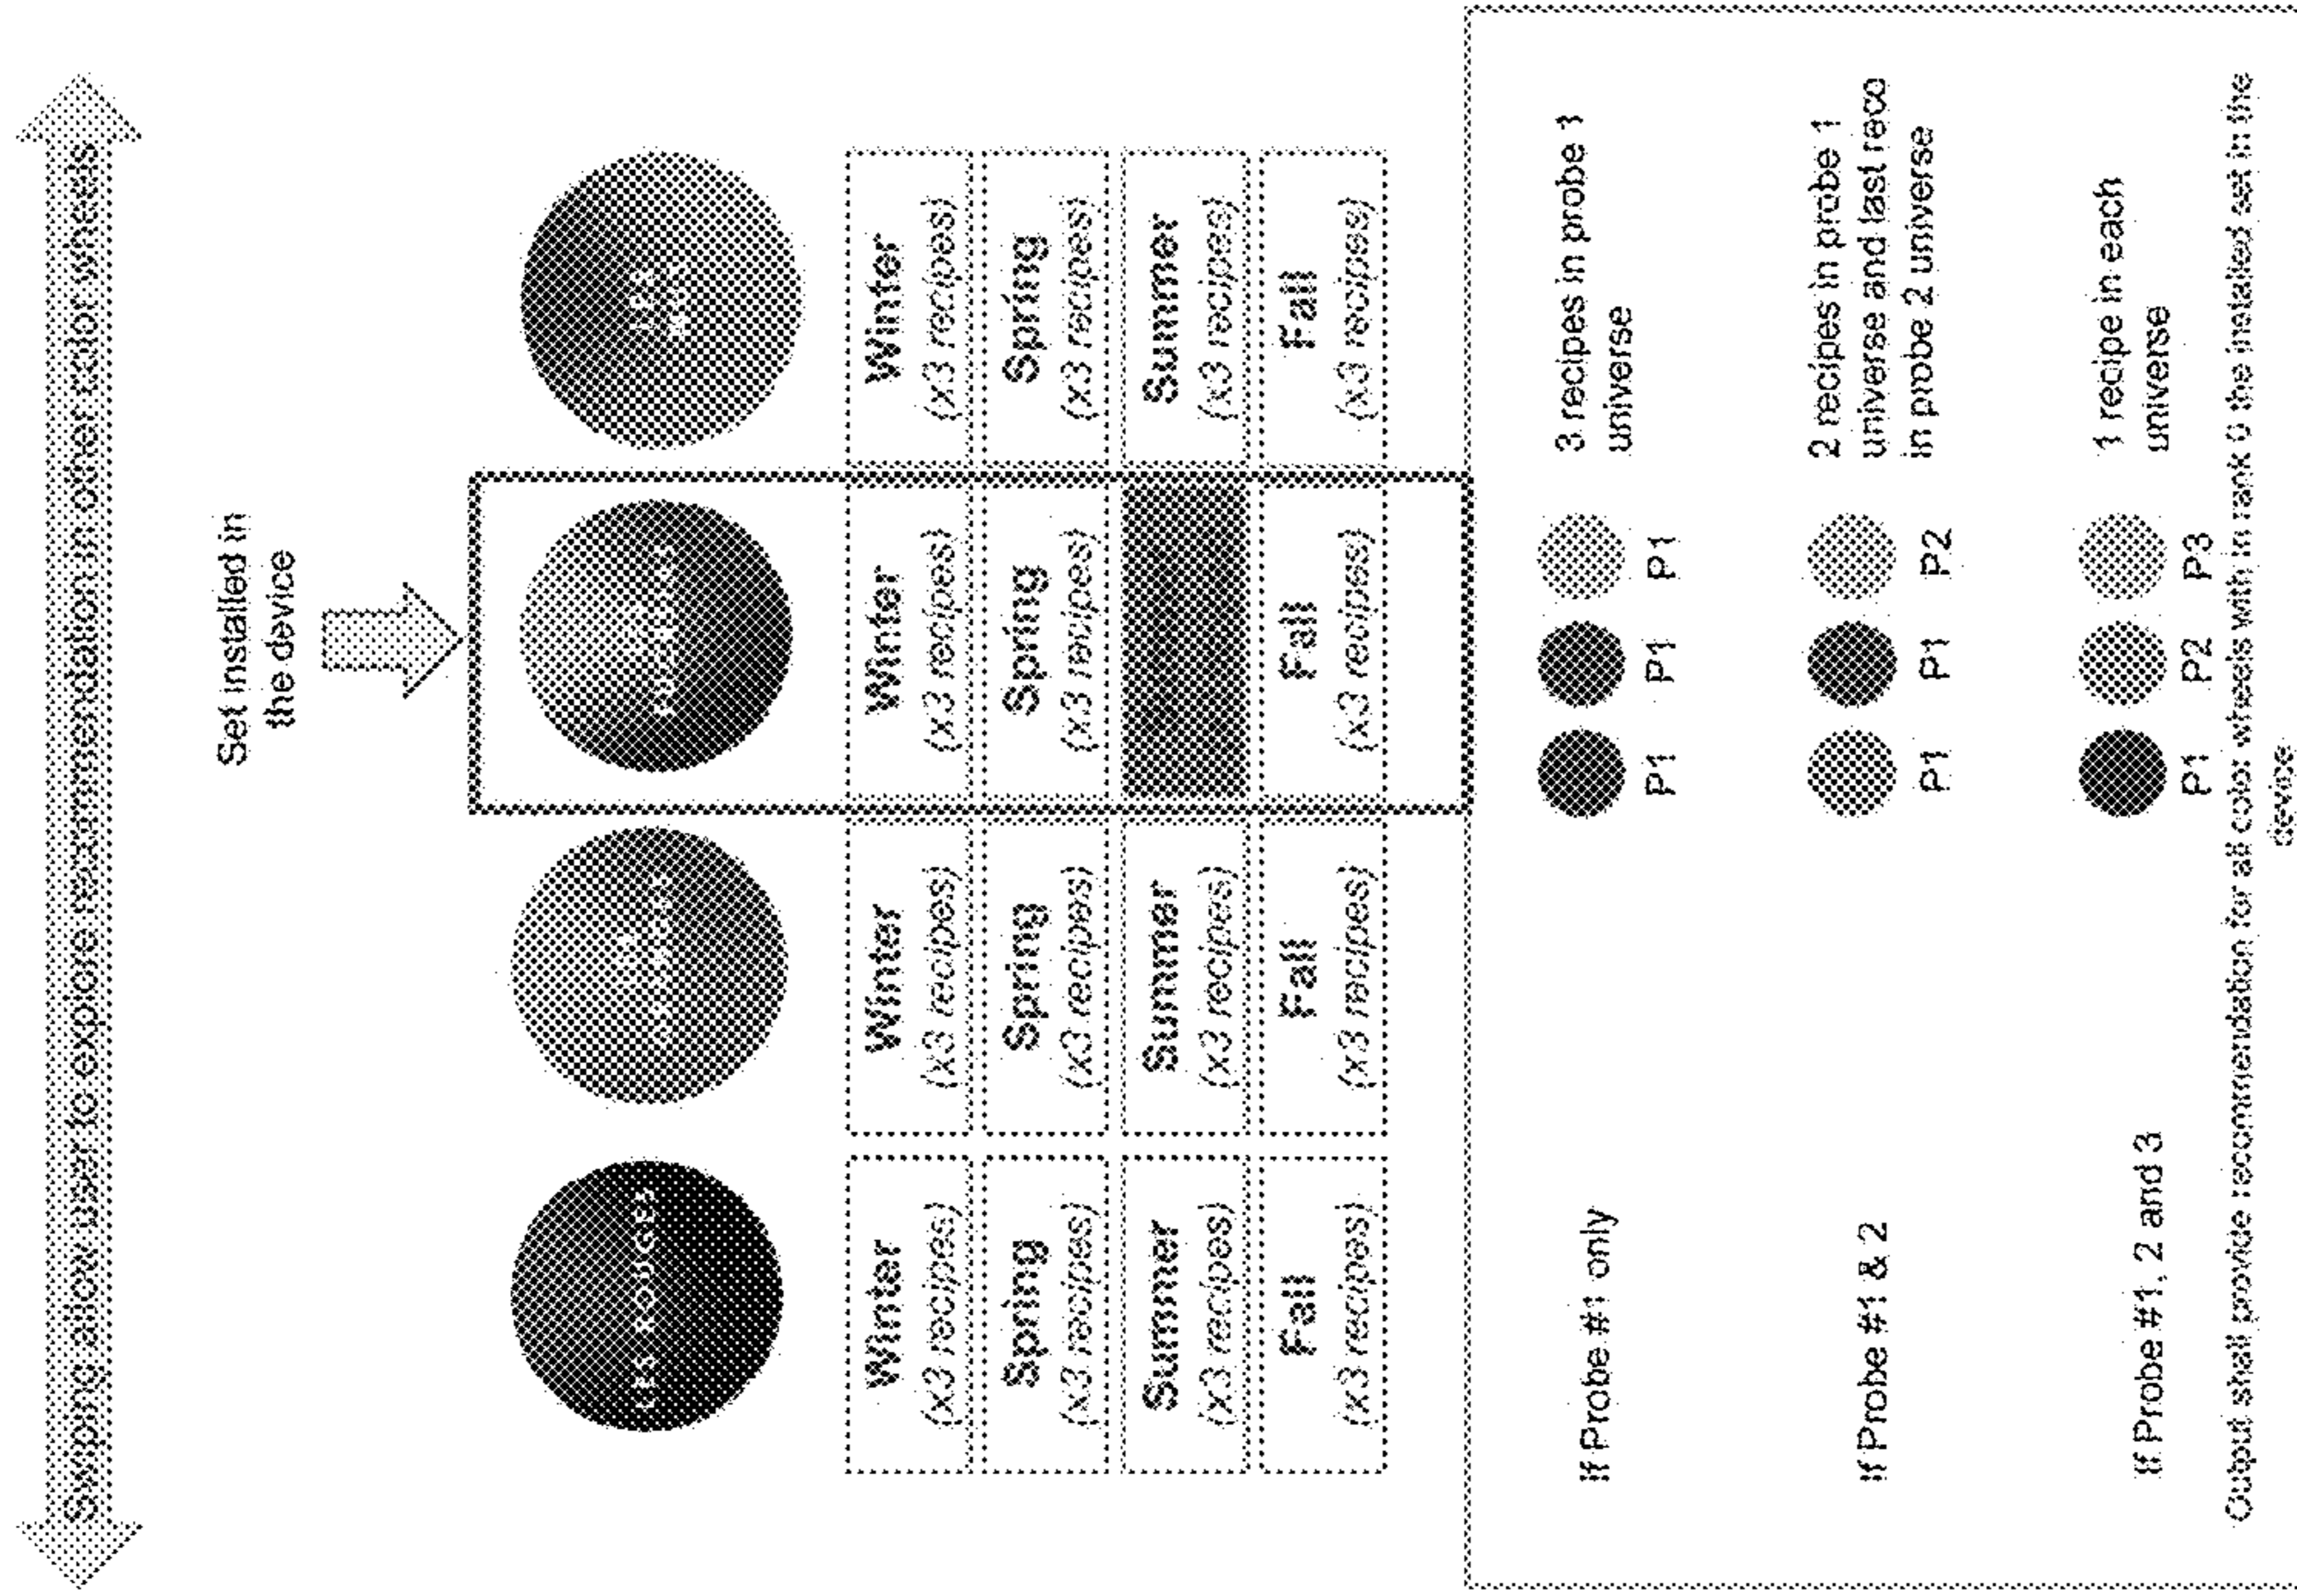 Swiping allow user to explore recommendation in other color wheels
Set installed in
the device
LES ROUGES
LES
Winter
(x3 recipes)
Winter
(x3 recipes)
Winter
(x3 recipes)
Winter
(x3 recipes)
Spring
(x3 recipes)
Spring
(x3 recipes)
Spring
(x3 recipes)
Spring
(x3 recipes)
Summer
(x3 recipes)
Summer
(x3 recipes)
Summer
(x3 recipes)
Fall
(x3 recipes)
Fall
(x3 recipes)
Fall
(x3 recipes)
Fall
(x3 recipes)
If Probe #1 only
P1 P1 P1
3 recipes in probe 1
universe
If Probe #1 & 2
P1 P1 P2
2 recipes in probe 1
universe and last reco
in probe 2 universe
If Probe #1, 2 and 3
P1 P2 P3
1 recipe in each
universe
Output shall provide recommendation for all color wheels with in rank 0 the installed set in the
device